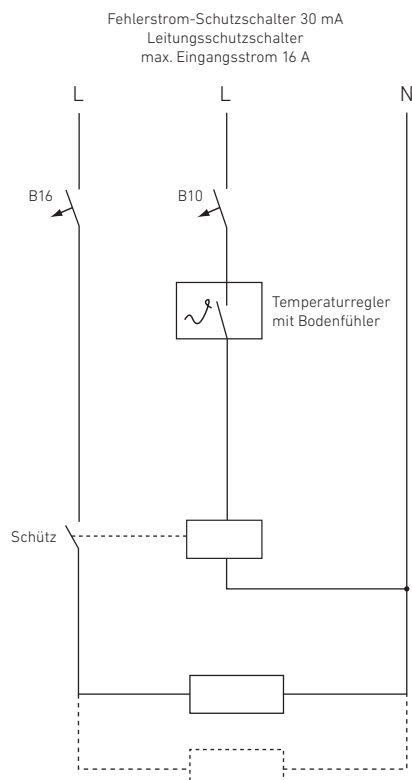 Fehlerstrom-Schutzschalter 30 mA
Leitungsschutzschalter
max. Eingangsstrom 16 A
L L N
B16 B10
Temperaturregler
mit Bodenfühler
Schütz